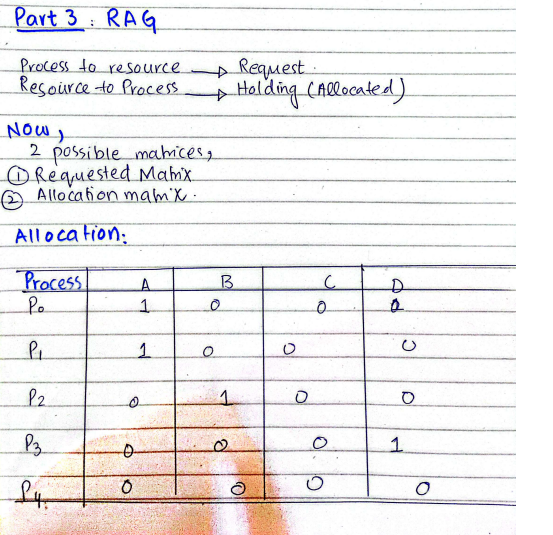 Part 3 : RAG
Process to resource → Request.
Resource to Process → Holding (Allocated)
Now,
2 possible matrices,
① Requested Matrix
② Allocation matrix.
Allocation:
Process A B C D
P0 1 0 0
P1 1 0 0 0
P2 0 1 0 0
P3 0 0 0 1
P4 0 0 0 0